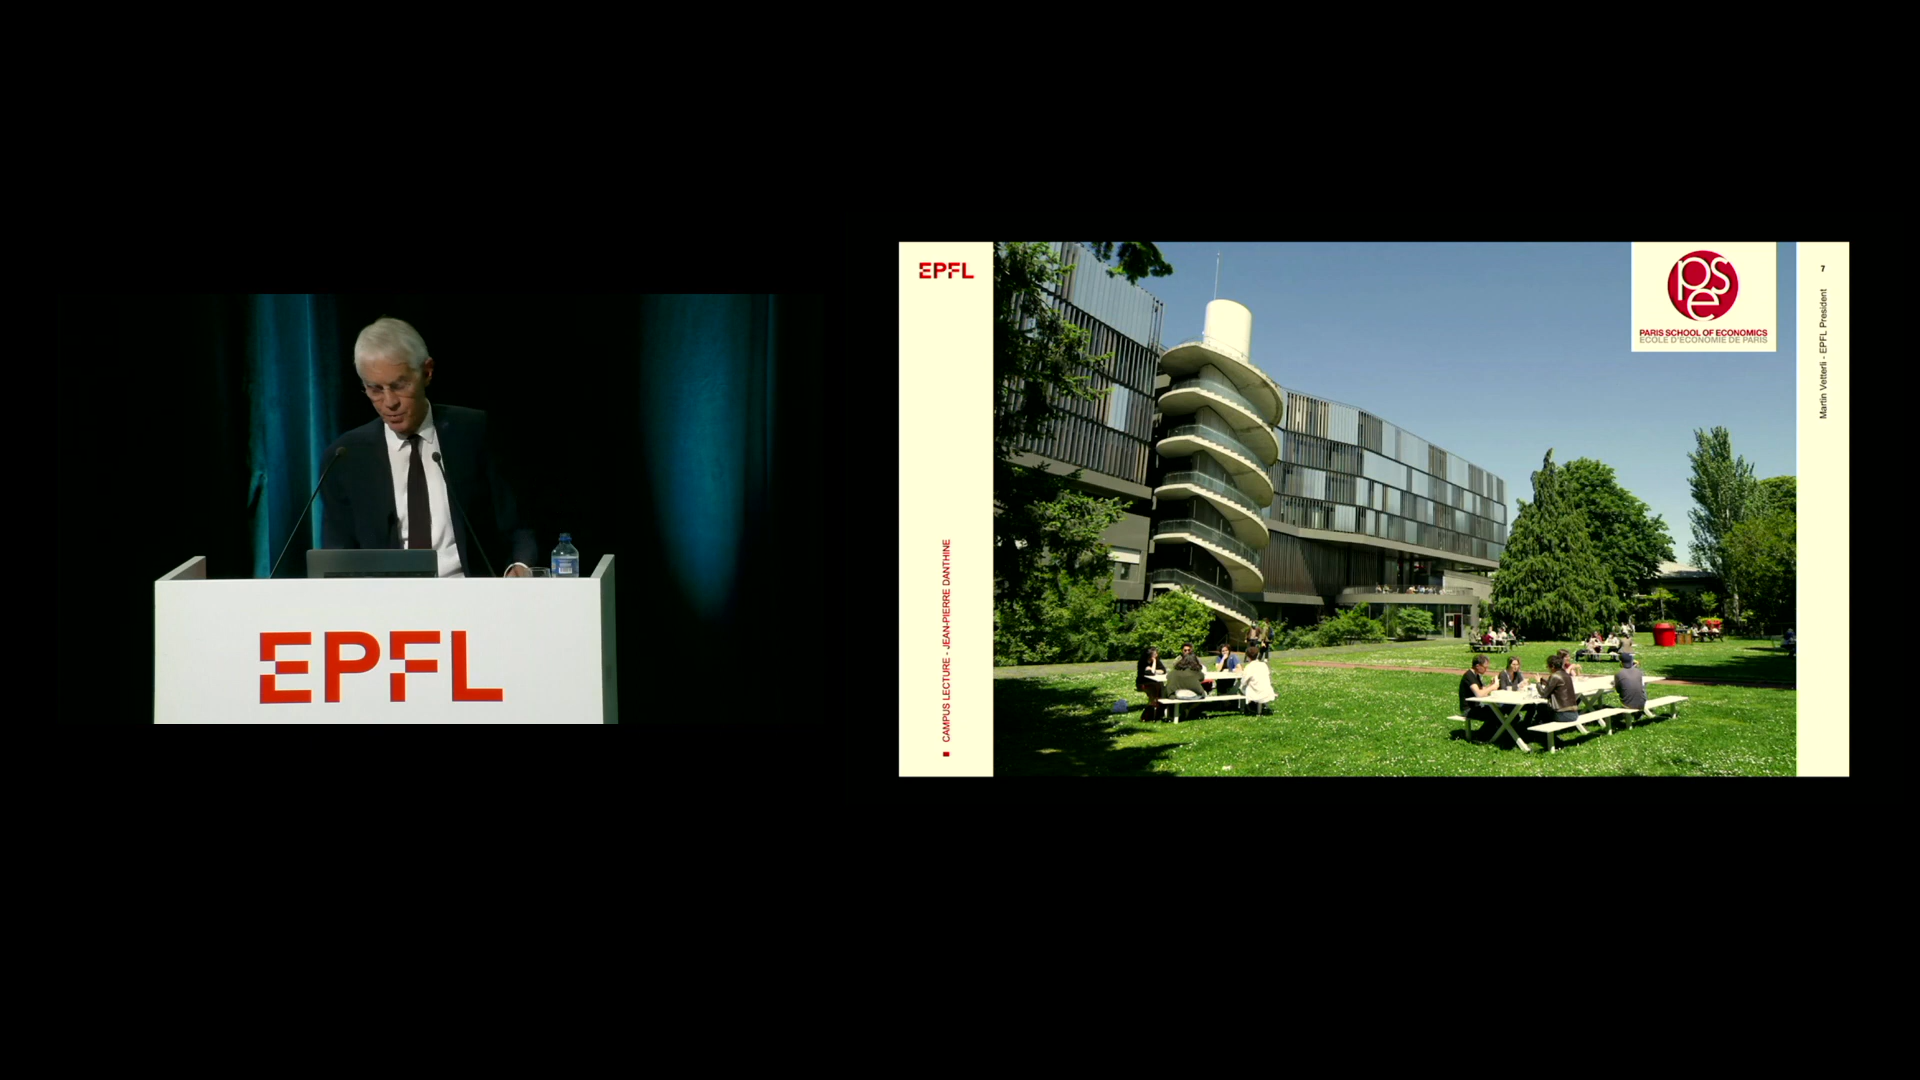 EPFL
EPFL
CAMPUS LECTURE - JEAN-PIERRE DANTHINE
pse
PARIS SCHOOL OF ECONOMICS
ECOLE D'ECONOMIE DE PARIS
7
Martin Vetterli - EPFL President